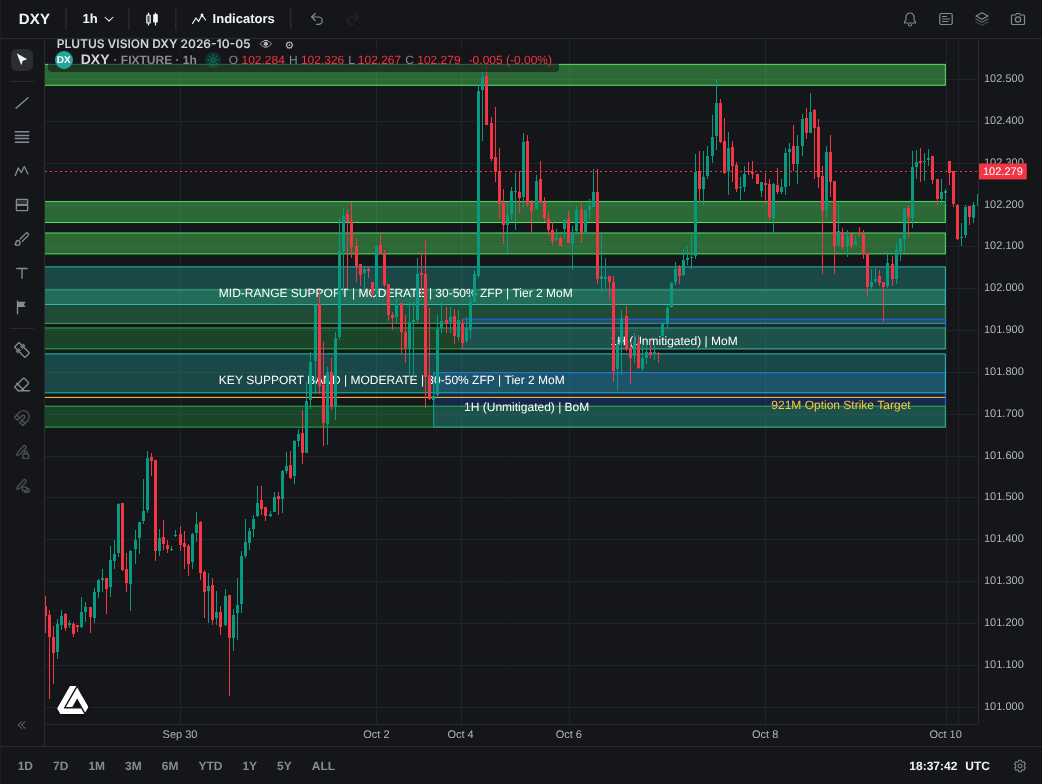 DXY 1h Indicators
PLUTUS VISION DXY 2026-10-05
DX DXY · FIXTURE · 1h O 102.284 H 102.326 L 102.267 C 102.279 -0.005 (-0.00%)
102.500
102.400
102.300
102.279
102.200
102.100
102.000
MID-RANGE SUPPORT | MODERATE | 30-50% ZFP | Tier 2 MoM
101.900
1H (Unmitigated) | MoM
101.800
KEY SUPPORT BAND | MODERATE | 30-50% ZFP | Tier 2 MoM
1H (Unmitigated) | BoM
921M Option Strike Target
101.700
101.600
101.500
101.400
101.300
101.200
101.100
101.000
Sep 30 Oct 2 Oct 4 Oct 6 Oct 8 Oct 10
1D 7D 1M 3M 6M YTD 1Y 5Y ALL 18:37:42 UTC